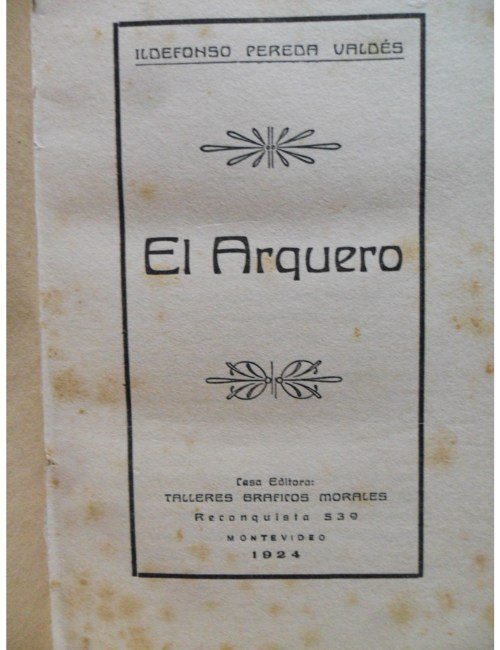 ILDEFONSO PEREDA VALDÉS
El Arquero
Casa Editora:
TALLERES GRAFICOS MORALES
Reconquista 539
MONTEVIDEO
1924